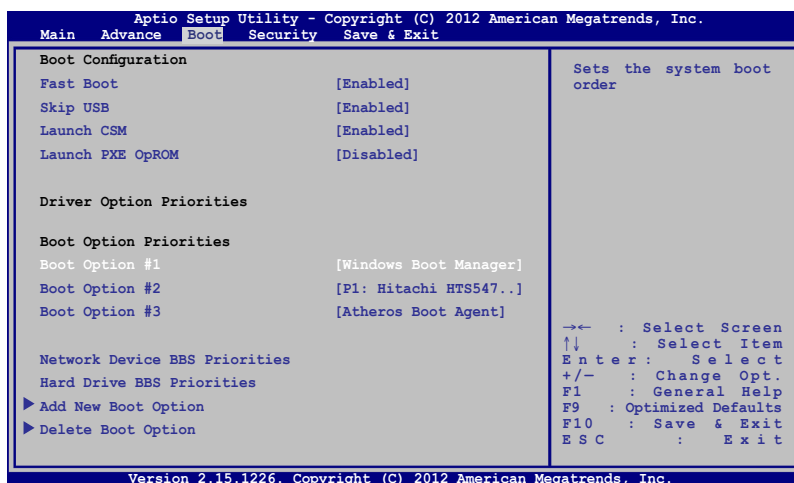 Aptio Setup Utility - Copyright (C) 2012 American Megatrends, Inc.
Main Advance Boot Security Save & Exit
Boot Configuration
Fast Boot [Enabled]
Skip USB [Enabled]
Launch CSM [Enabled]
Launch PXE OpROM [Disabled]
Driver Option Priorities
Boot Option Priorities
Boot Option #1 [Windows Boot Manager]
Boot Option #2 [P1: Hitachi HTS547..]
Boot Option #3 [Atheros Boot Agent]
Network Device BBS Priorities
Hard Drive BBS Priorities
Add New Boot Option
Delete Boot Option
Sets the system boot
order
→← : Select Screen
↑↓ : Select Item
Enter: Select
+/— : Change Opt.
F1 : General Help
F9 : Optimized Defaults
F10 : Save & Exit
ESC : Exit
Version 2.15.1226. Copyright (C) 2012 American Megatrends, Inc.